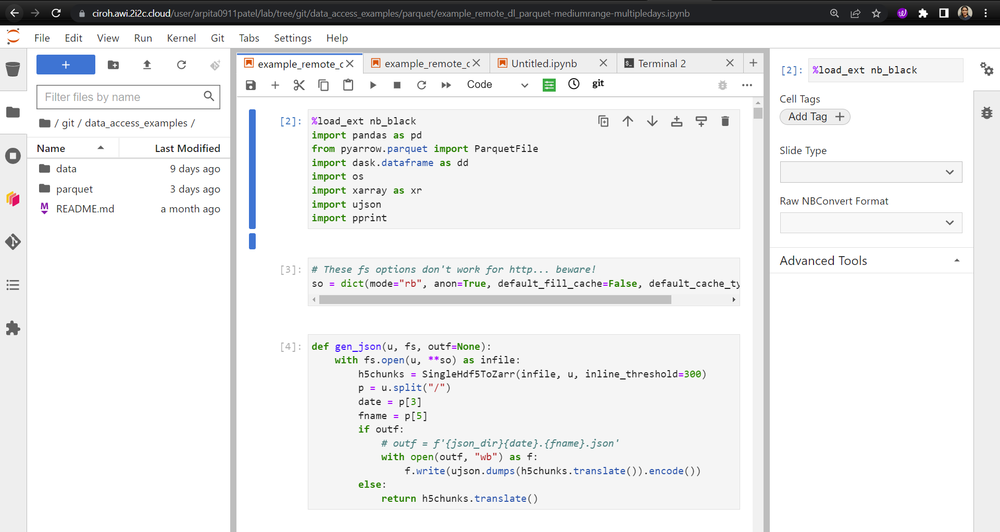 ciroh.awi.2i2c.cloud/user/arpita0911patel/lab/tree/git/data_access_examples/parquet/example_remote_dl_parquet-mediumrange-multipledays.ipynb
File Edit View Run Kernel Git Tabs Settings Help
Filter files by name
/ git / data_access_examples /
Name Last Modified
data 9 days ago
parquet 3 days ago
README.md a month ago
example_remote_c example_remote_c Untitled.ipynb Terminal 2
Code git
[2]: %load_ext nb_black
import pandas as pd
from pyarrow.parquet import ParquetFile
import dask.dataframe as dd
import os
import xarray as xr
import ujson
import pprint
[3]: # These fs options don't work for http... beware!
so = dict(mode="rb", anon=True, default_fill_cache=False, default_cache_ty
[4]: def gen_json(u, fs, outf=None):
with fs.open(u, **so) as infile:
h5chunks = SingleHdf5ToZarr(infile, u, inline_threshold=300)
p = u.split("/")
date = p[3]
fname = p[5]
if outf:
# outf = f'{json_dir}{date}.{fname}.json'
with open(outf, "wb") as f:
f.write(ujson.dumps(h5chunks.translate()).encode())
else:
return h5chunks.translate()
[2]: %load_ext nb_black
Cell Tags
Add Tag
Slide Type
Raw NBConvert Format
Advanced Tools